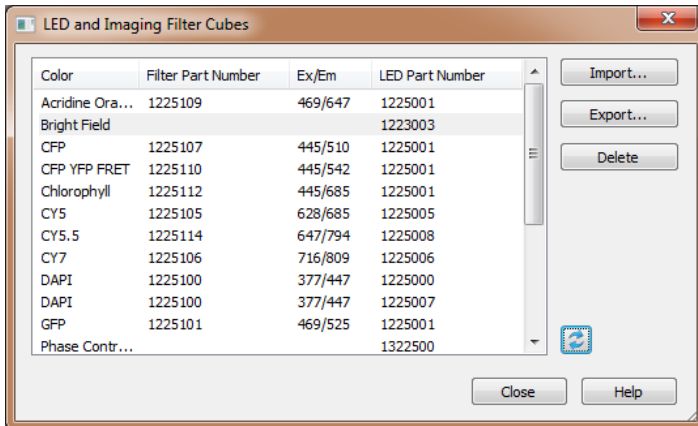 LED and Imaging Filter Cubes
Color Filter Part Number Ex/Em LED Part Number
Acridine Ora... 1225109 469/647 1225001
Bright Field 1223003
CFP 1225107 445/510 1225001
CFP YFP FRET 1225110 445/542 1225001
Chlorophyll 1225112 445/685 1225001
CY5 1225105 628/685 1225005
CY5.5 1225114 647/794 1225008
CY7 1225106 716/809 1225006
DAPI 1225100 377/447 1225000
DAPI 1225100 377/447 1225007
GFP 1225101 469/525 1225001
Phase Contr... 1322500
Import...
Export...
Delete
Close Help